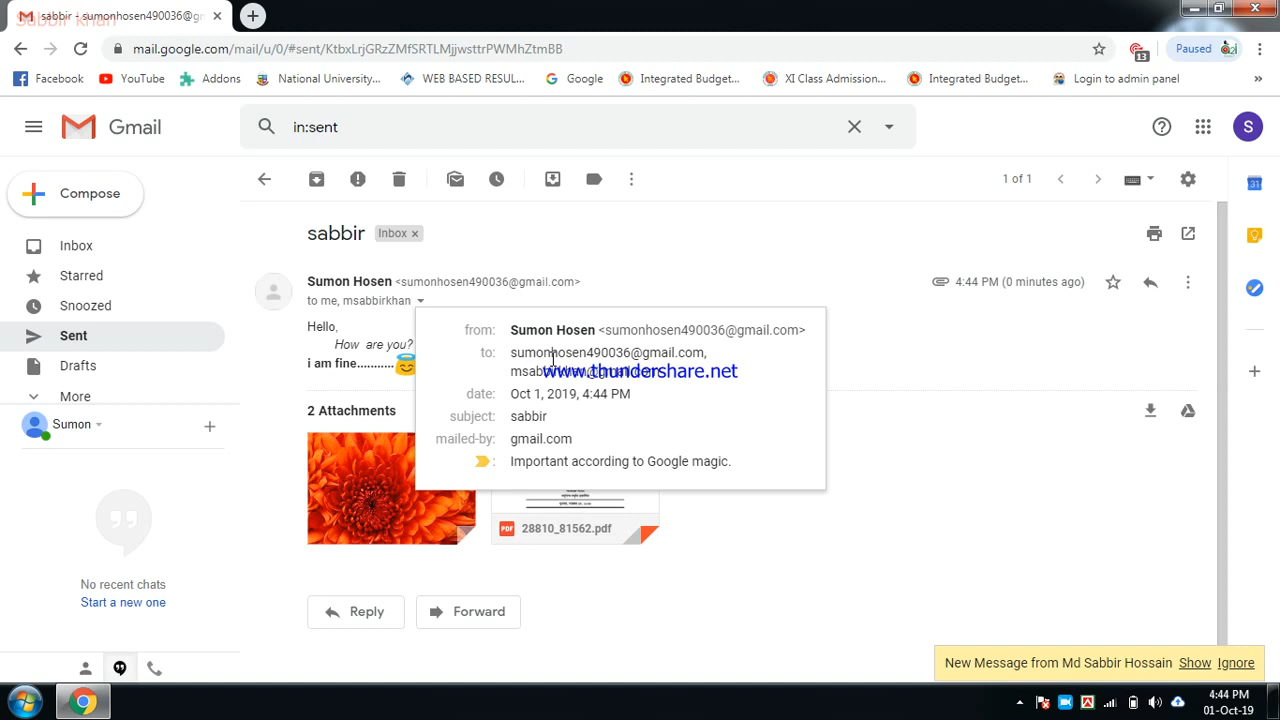 sabbir - sumonhosen490036@g
Sabbir khan
mail.google.com/mail/u/0/#sent/KtbxLrjGRzZMfSRTLMjjwsttrPWMhZtmBB
13
Paused
Facebook
YouTube
Addons
National University,...
WEB BASED RESUL...
Google
Integrated Budget...
XI Class Admission...
Integrated Budget...
Login to admin panel
Gmail
in:sent
S
Compose
1 of 1
Inbox
Starred
Snoozed
Sent
Drafts
More
Sumon
No recent chats
Start a new one
sabbir Inbox x
Sumon Hosen <sumonhosen490036@gmail.com>
4:44 PM (0 minutes ago)
to me, msabbirkhan
Hello,
How are you?
i am fine...........
from: Sumon Hosen <sumonhosen490036@gmail.com>
to: sumonhosen490036@gmail.com,
www.thundershare.net
date: Oct 1, 2019, 4:44 PM
subject: sabbir
mailed-by: gmail.com
: Important according to Google magic.
2 Attachments
PDF 28810_81562.pdf
Reply
Forward
New Message from Md Sabbir Hossain Show Ignore
31
4:44 PM
01-Oct-19